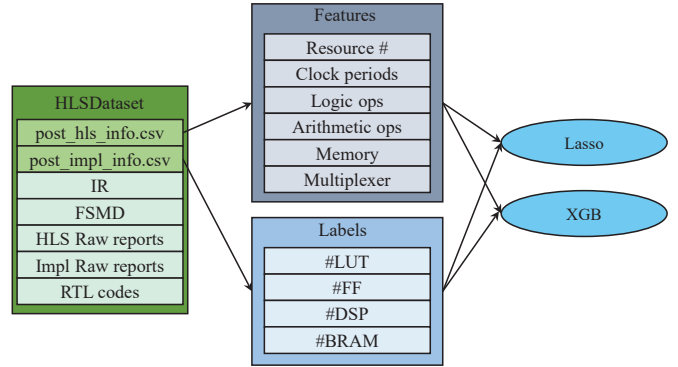 HLSDataset
post_hls_info.csv
post_impl_info.csv
IR
FSMD
HLS Raw reports
Impl Raw reports
RTL codes
Features
Resource #
Clock periods
Logic ops
Arithmetic ops
Memory
Multiplexer
Labels
#LUT
#FF
#DSP
#BRAM
Lasso
XGB